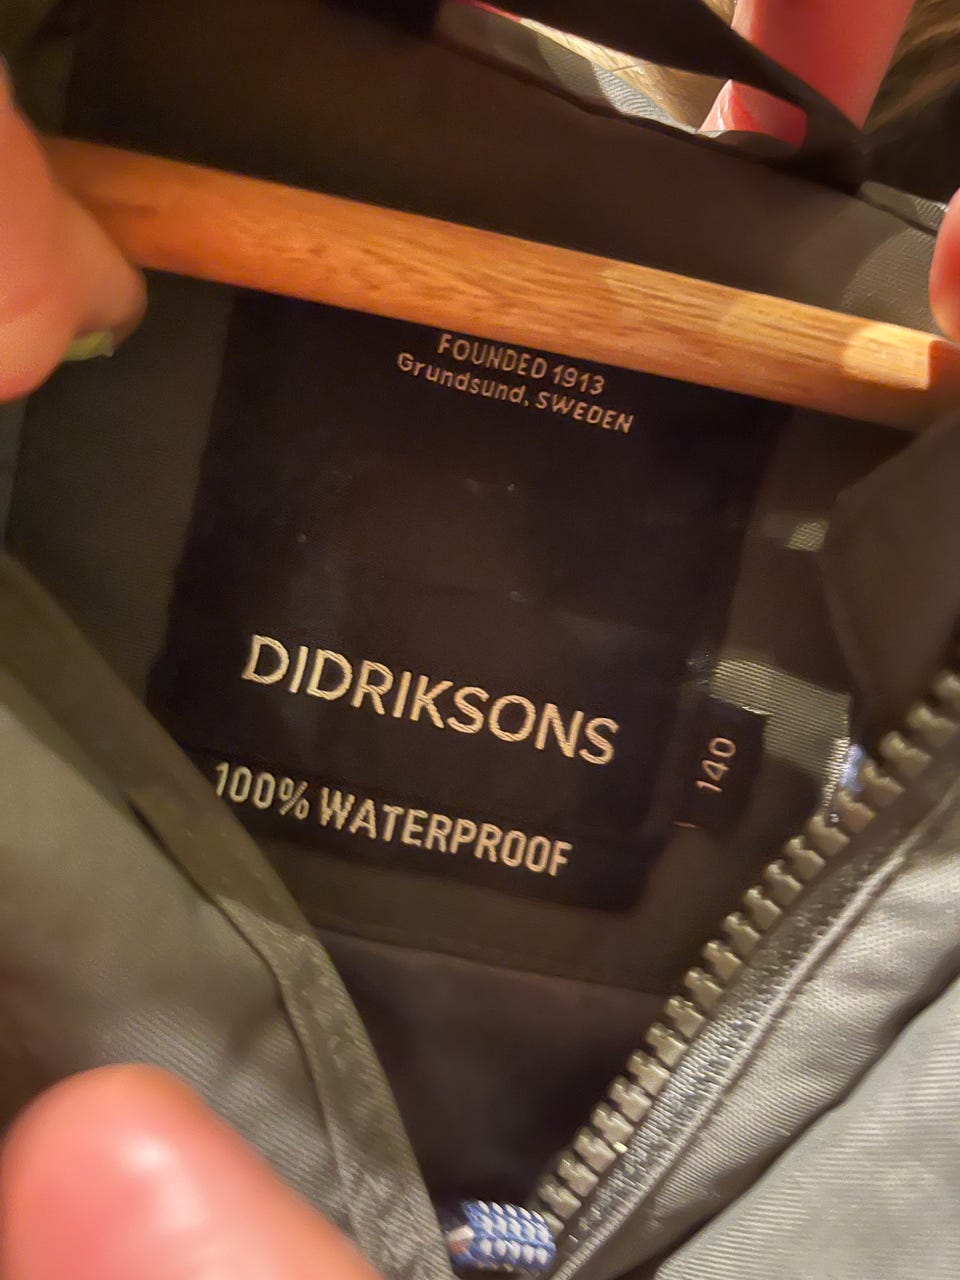 FOUNDED 1913
Grundsund, SWEDEN
DIDRIKSONS
140
100% WATERPROOF